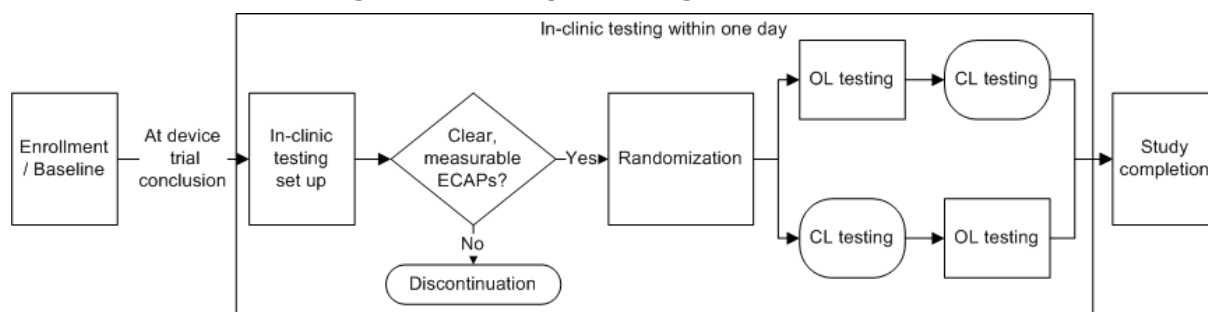 In-clinic testing within one day
Enrollment
/ Baseline
At device
trial
conclusion
In-clinic
testing
set up
Clear,
measurable
ECAPs?
Yes
No
Discontinuation
Randomization
OL testing
CL testing
CL testing
OL testing
Study
completion